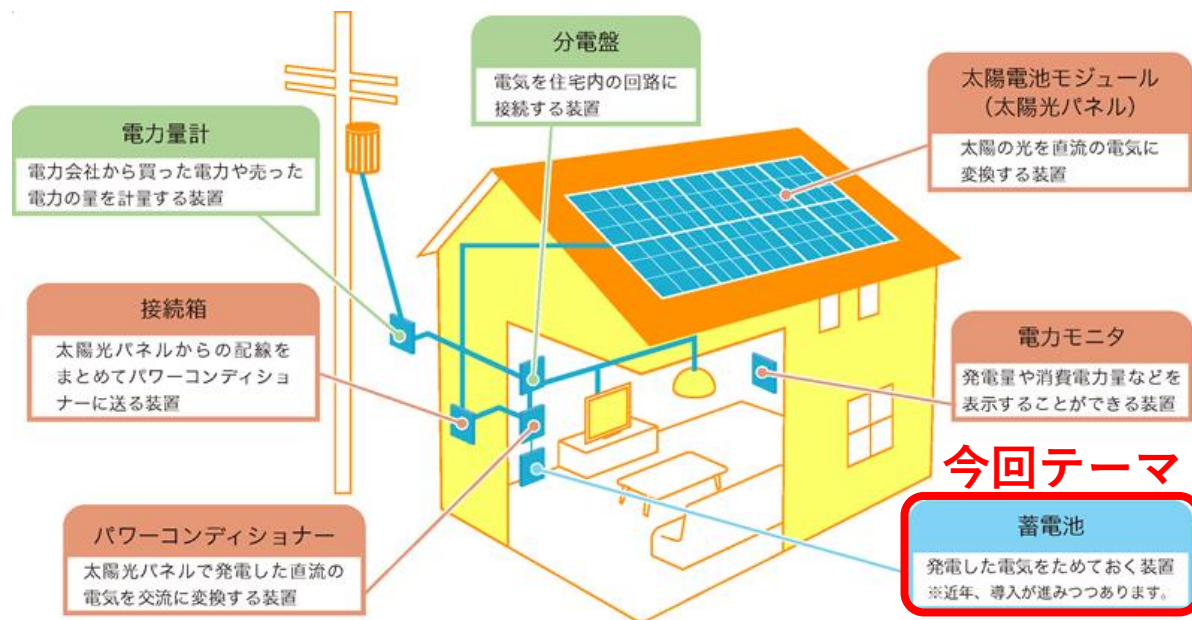 分電盤
電気を住宅内の回路に
接続する装置
太陽電池モジュール
（太陽光パネル）
太陽の光を直流の電気に
変換する装置
電力量計
電力会社から買った電力や売った
電力の量を計量する装置
接続箱
太陽光パネルからの配線を
まとめてパワーコンディショ
ナーに送る装置
電力モニタ
発電量や消費電力量などを
表示することができる装置
今回テーマ
パワーコンディショナー
太陽光パネルで発電した直流の
電気を交流に変換する装置
蓄電池
発電した電気をためておく装置
※近年、導入が進みつつあります。